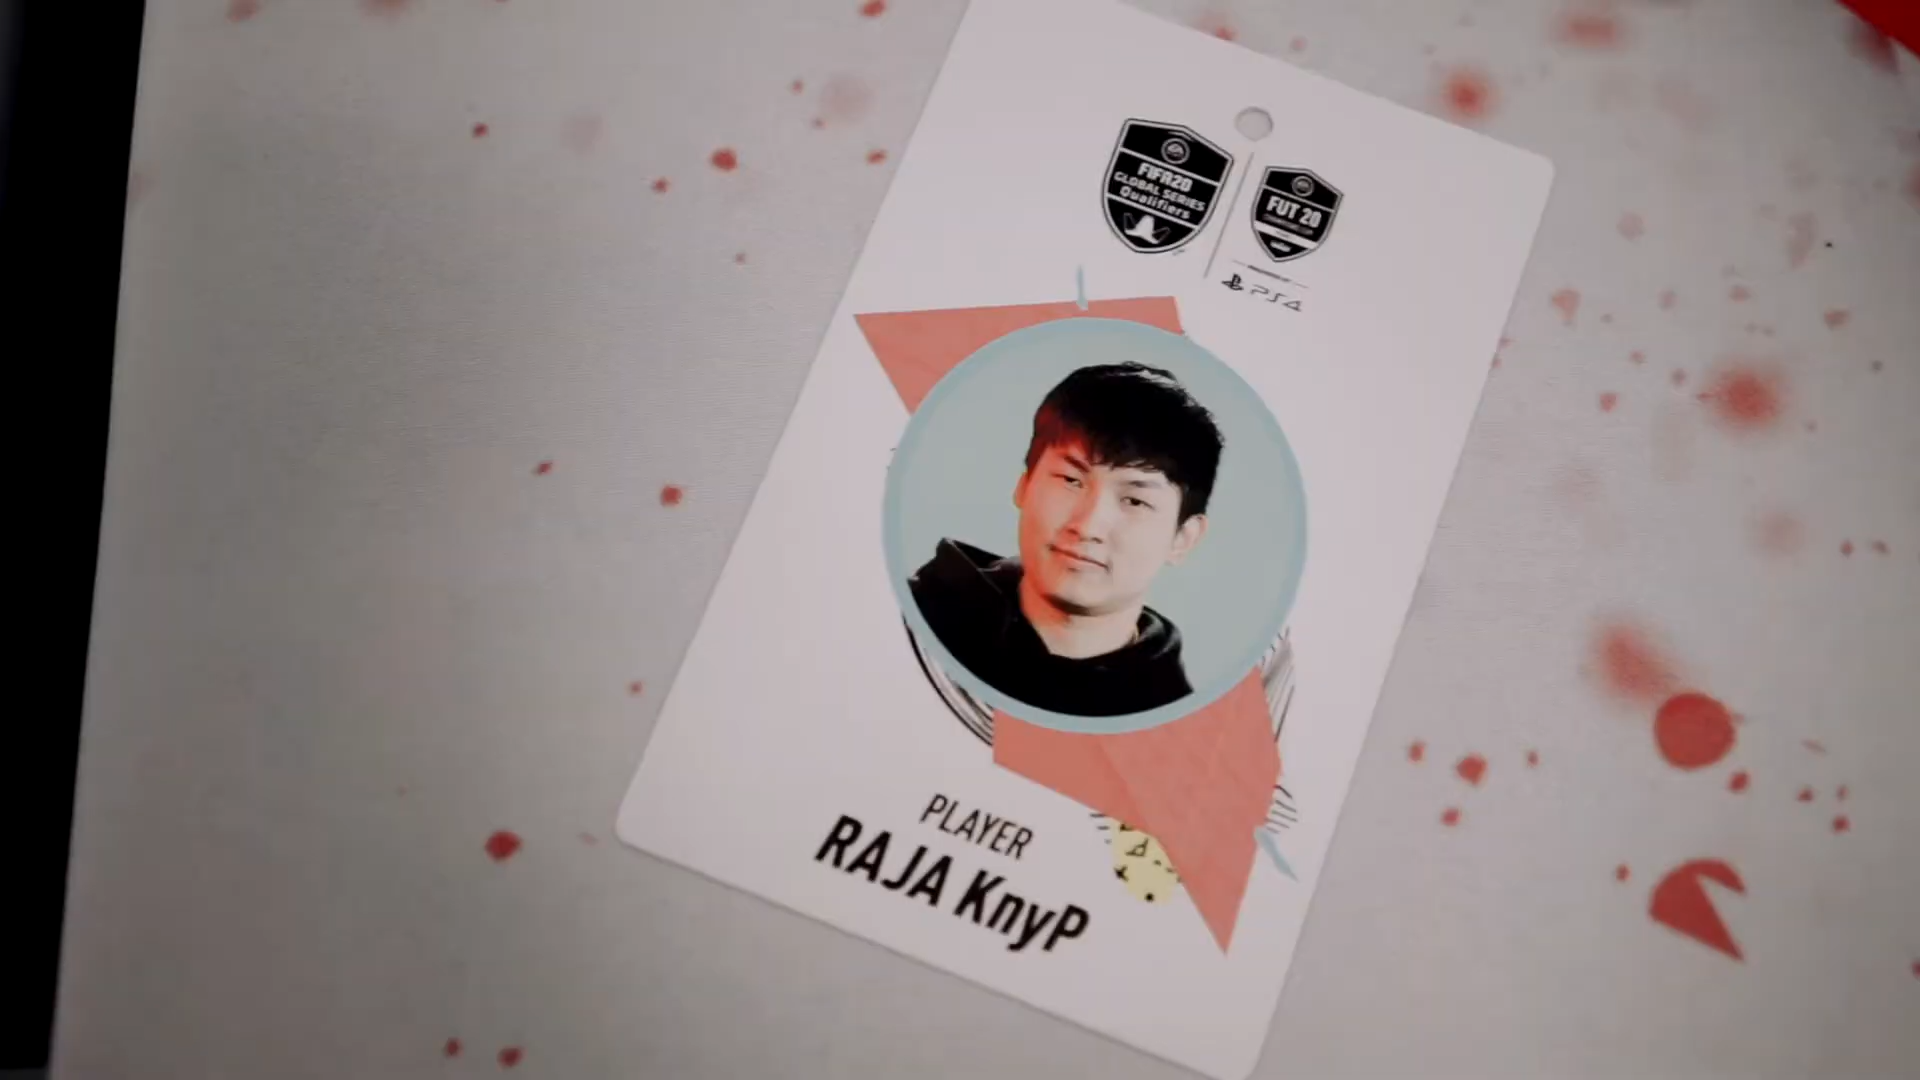 FIFA20
GLOBAL SERIES
Qualifiers
FUT 20
PS4
PLAYER
RAJA KnyP